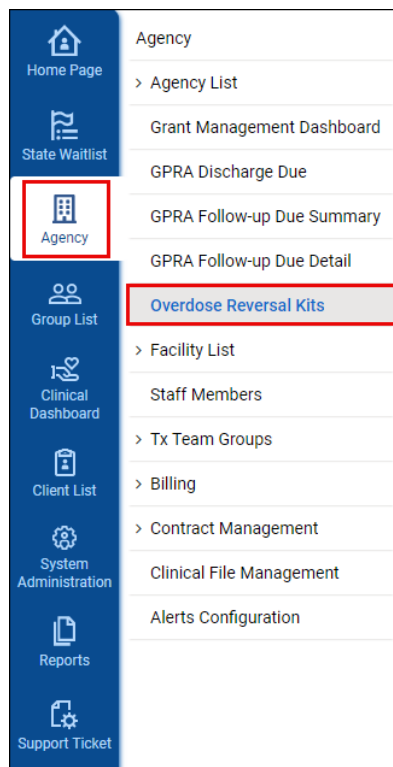 Home Page
State Waitlist
Agency
Group List
Clinical
Dashboard
Client List
System
Administration
Reports
Support Ticket
Agency
> Agency List
Grant Management Dashboard
GPRA Discharge Due
GPRA Follow-up Due Summary
GPRA Follow-up Due Detail
Overdose Reversal Kits
> Facility List
Staff Members
> Tx Team Groups
> Billing
> Contract Management
Clinical File Management
Alerts Configuration